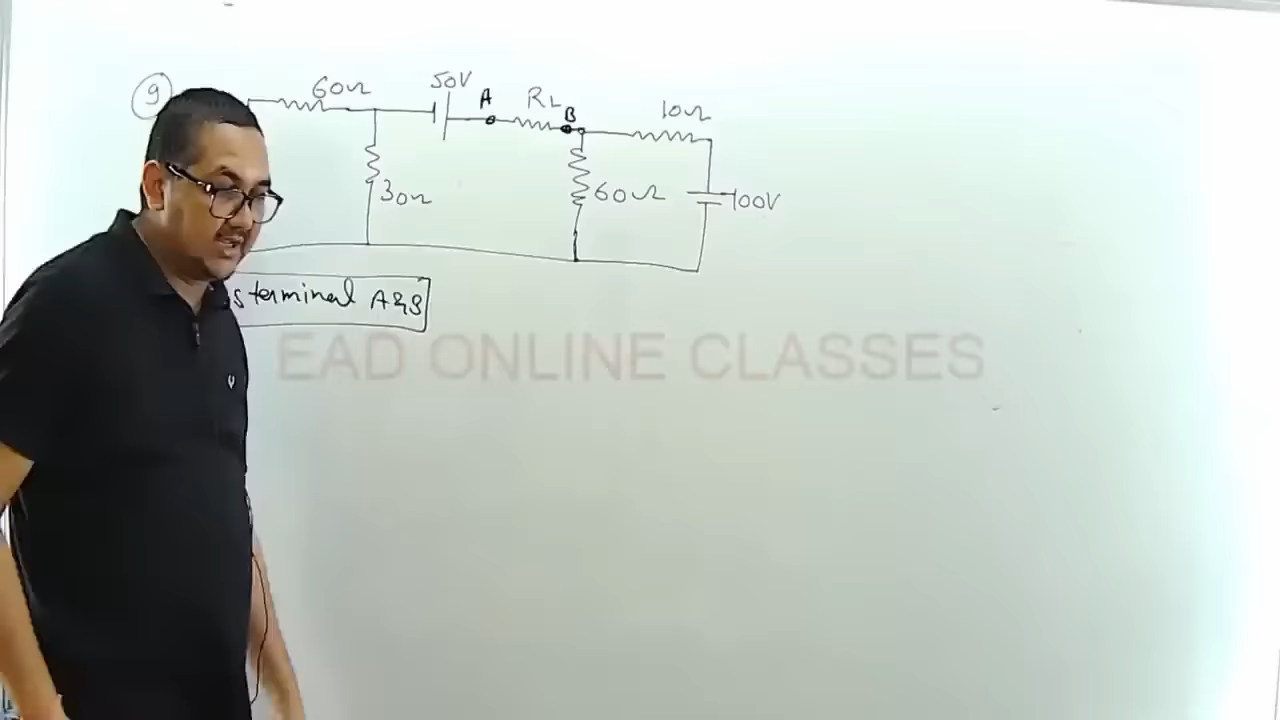 9
60Ω 50V A RL B 10Ω
30Ω 60Ω 100V
s terminal A&B
EAD ONLINE CLASSES